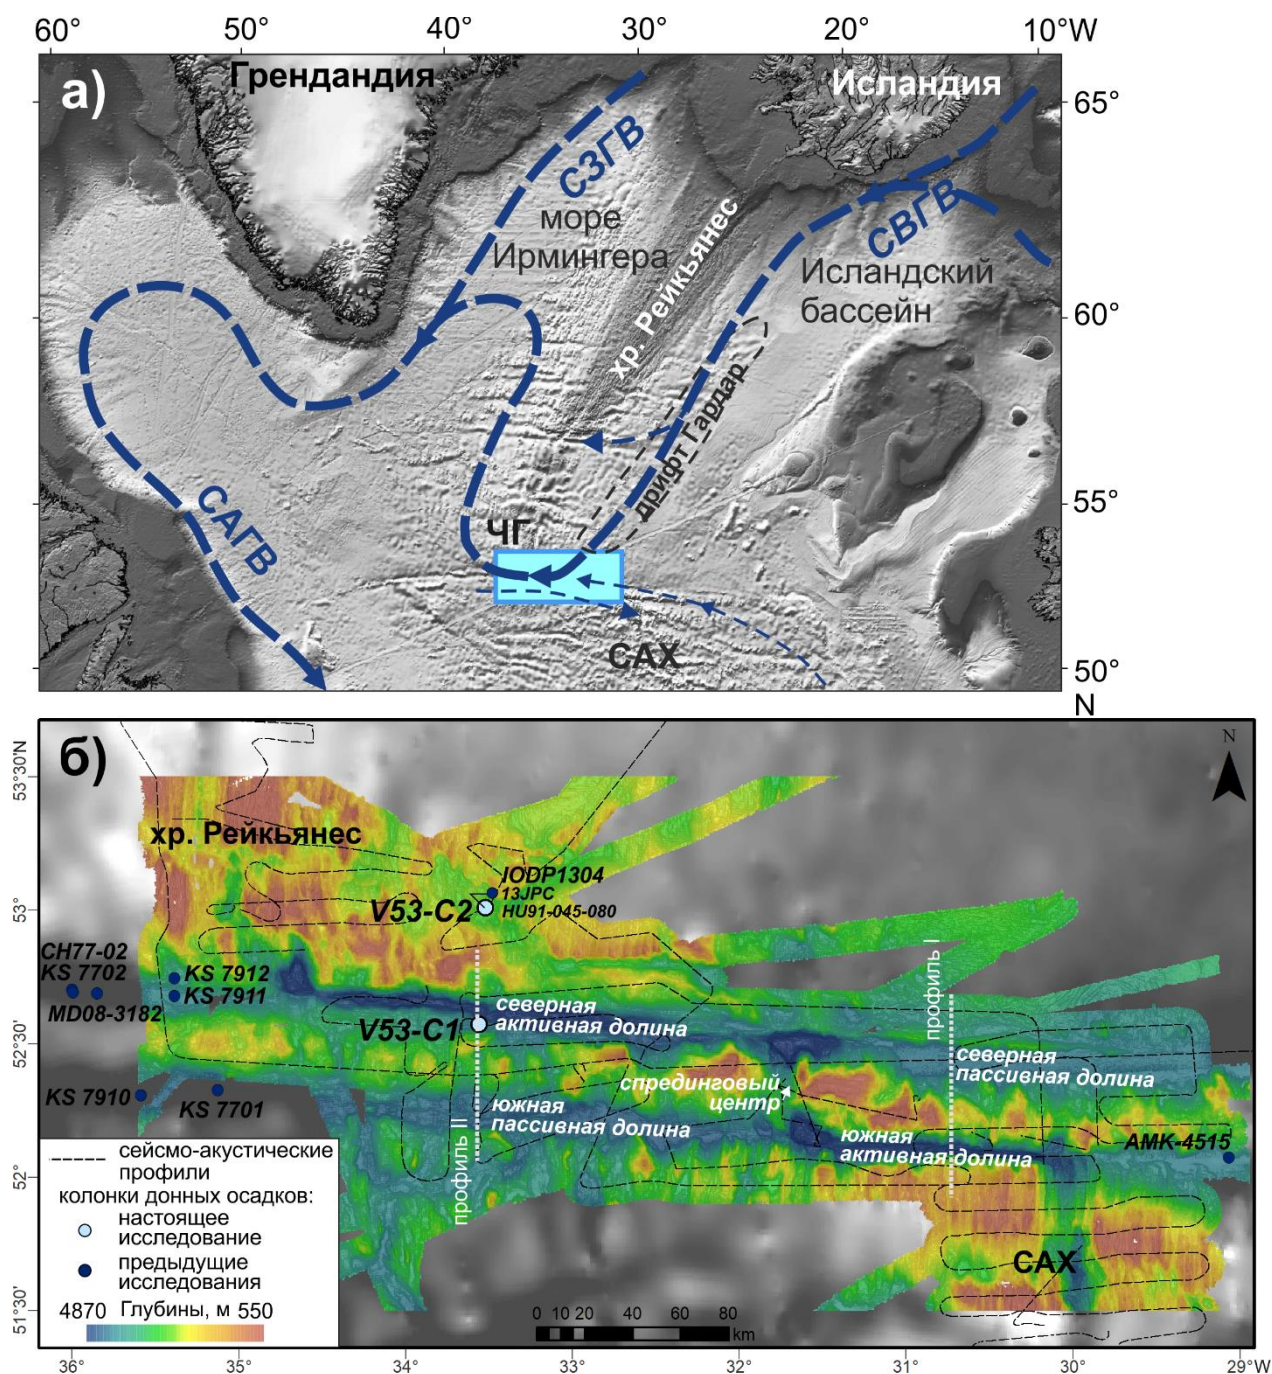 60° 50° 40° 30° 20° 10°W
а)
Грендандия
Исландия
65°
СЗГВ
море
Ирмингера
хр. Рейкьянес
СВГВ
Исландский
бассейн
60°
дрифт Гардар
САГВ
ЧГ
55°
САХ
50°
N
б)
N
53°30'N
хр. Рейкьянес
IODP1304
13JPC
HU91-045-080
V53-C2
53°
CH77-02
KS 7702
MD08-3182
KS 7912
KS 7911
V53-C1
северная
активная долина
профиль I
52°30'
северная
пассивная долина
спрединговый
центр
KS 7910
KS 7701
южная
пассивная долина
южная
активная долина
AMK-4515
профиль II
52°
САХ
51°30'
сейсмо-акустические
профили
колонки донных осадков:
настоящее
исследование
предыдущие
исследования
4870 Глубины, м 550
0 10 20 40 60 80
km
36° 35° 34° 33° 32° 31° 30° 29°W